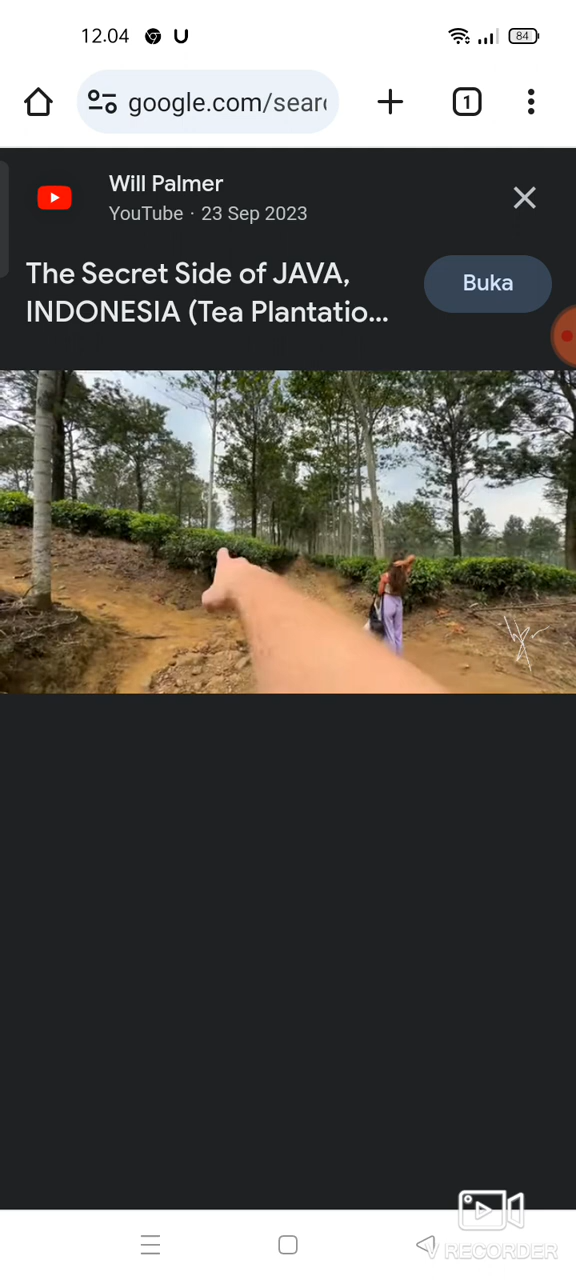 12.04
84
google.com/sear
Will Palmer
YouTube · 23 Sep 2023
The Secret Side of JAVA,
INDONESIA (Tea Plantatio...
Buka
V RECORDER